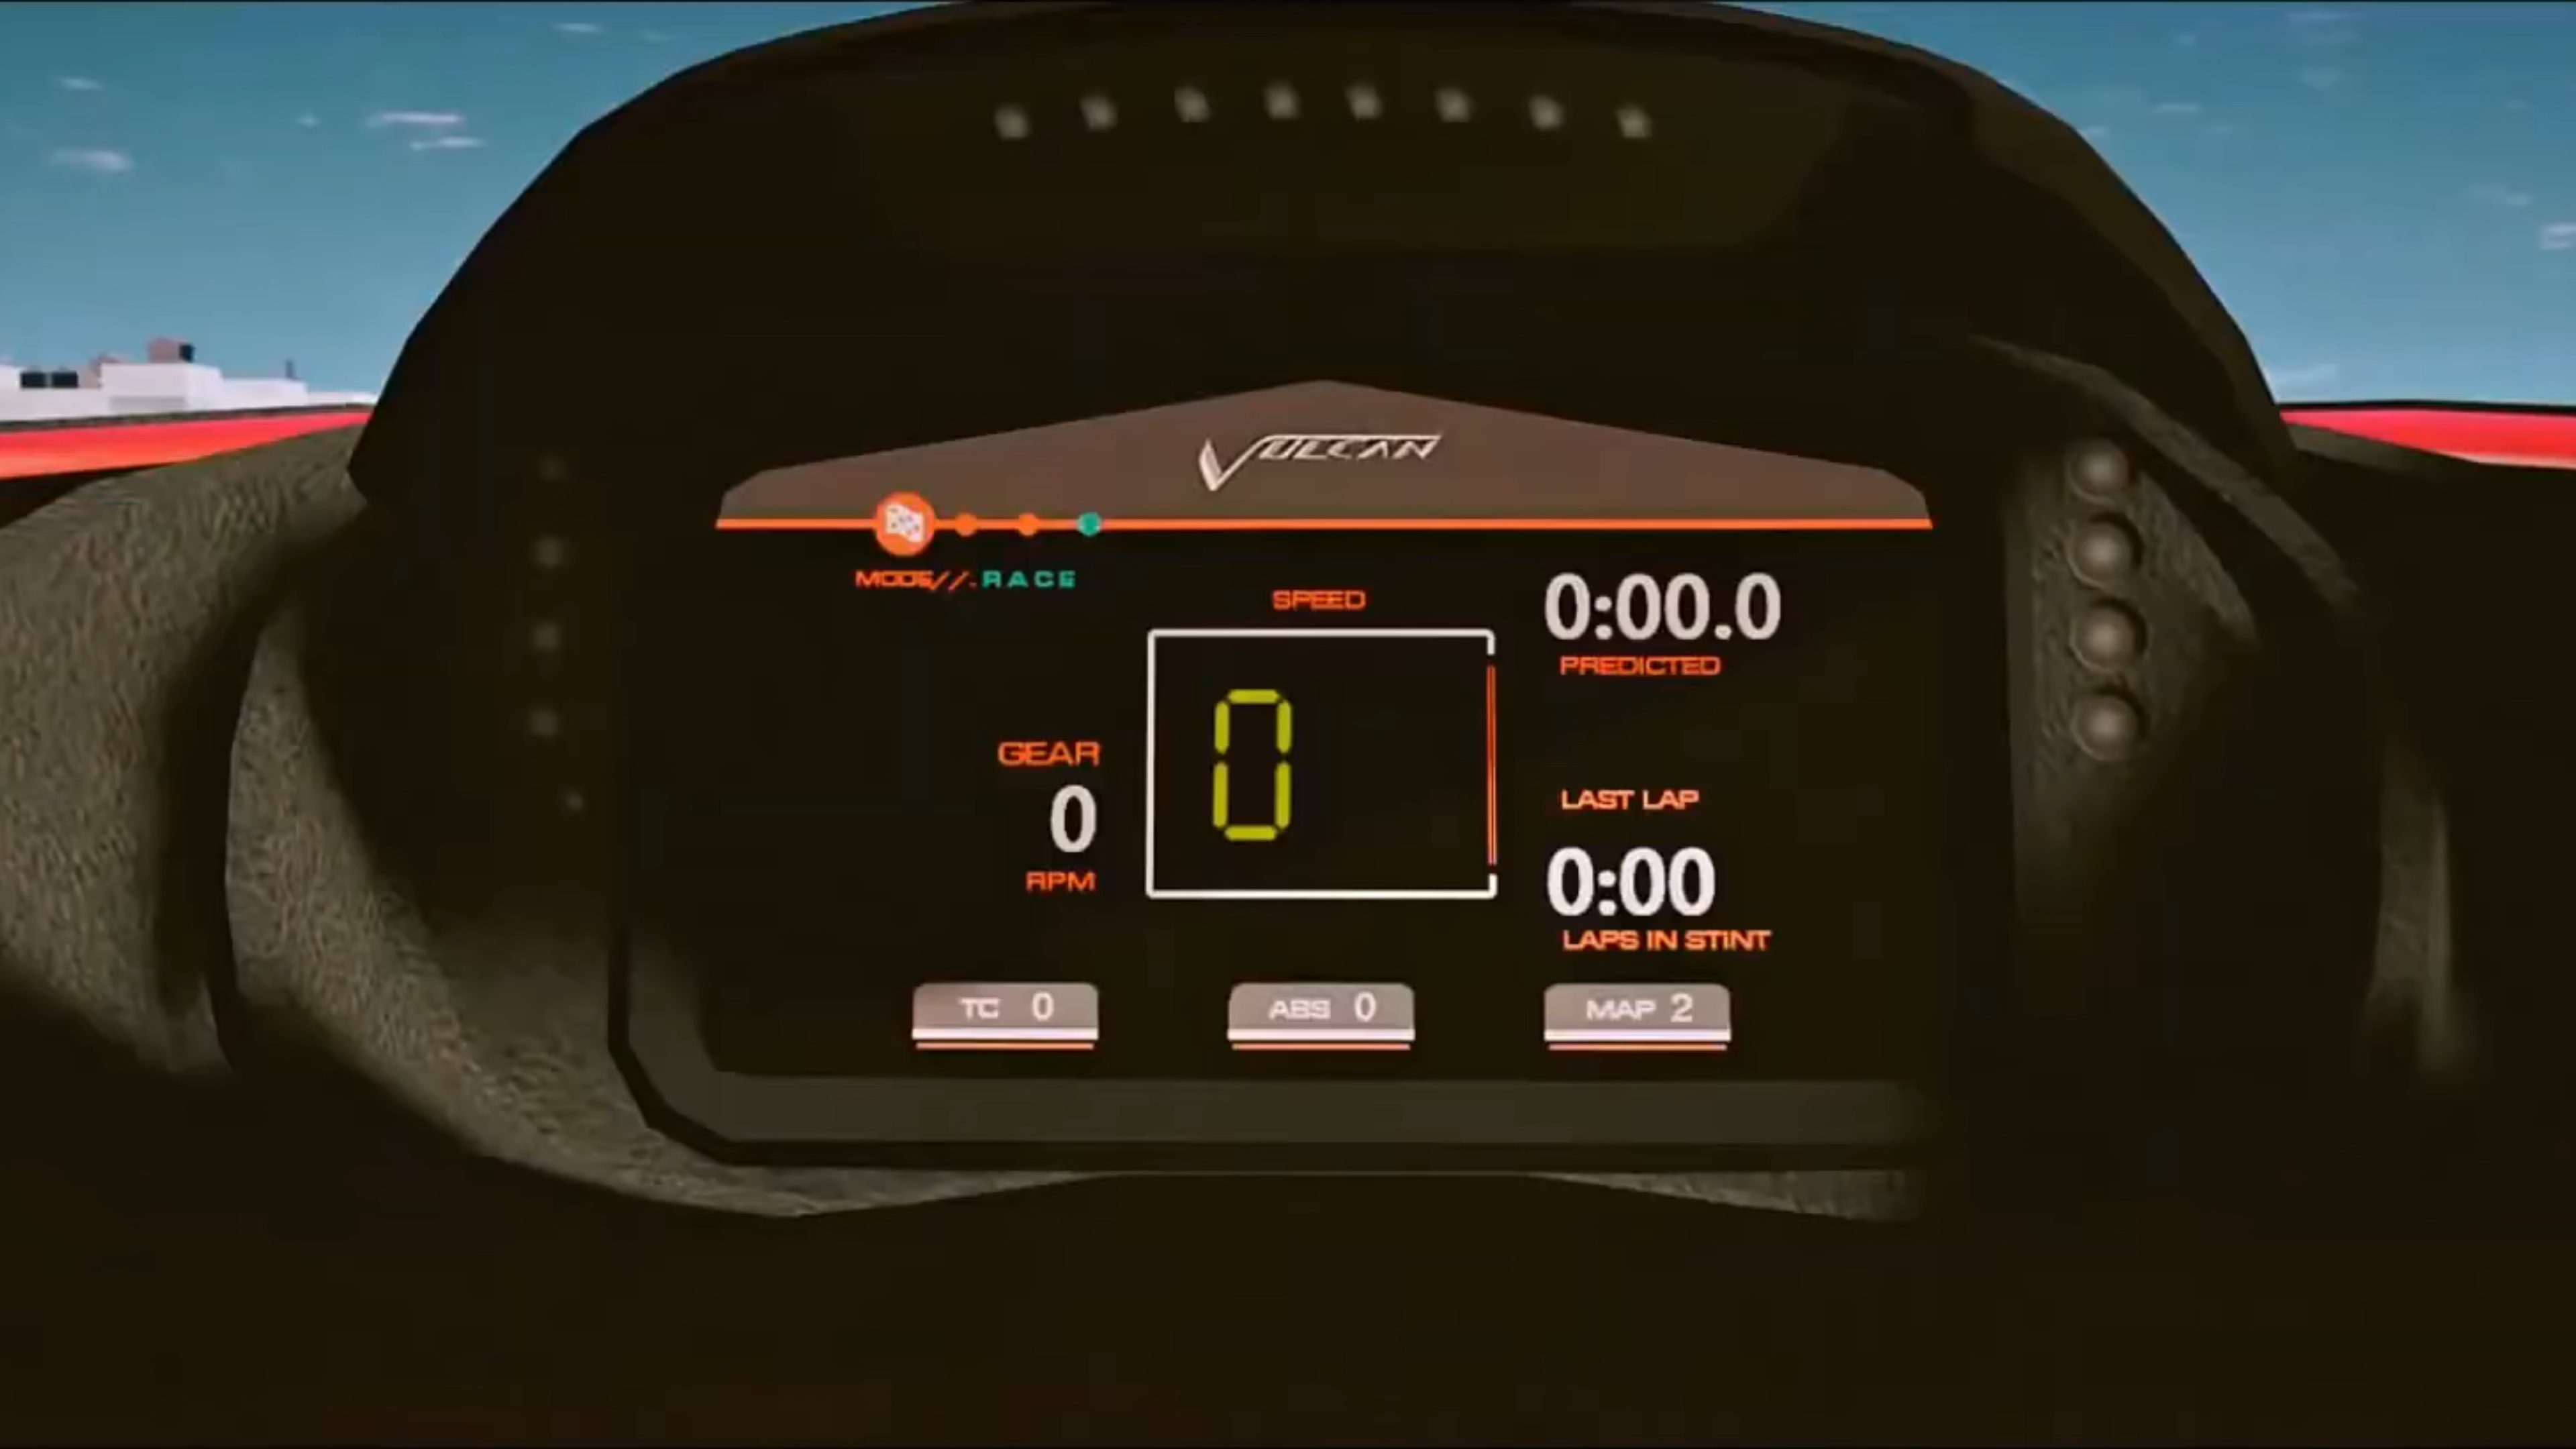 VULCAN
MODE//.RACE
SPEED
0:00.0
PREDICTED
GEAR
0
0
RPM
LAST LAP
0:00
LAPS IN STINT
TC 0
ABS 0
MAP 2